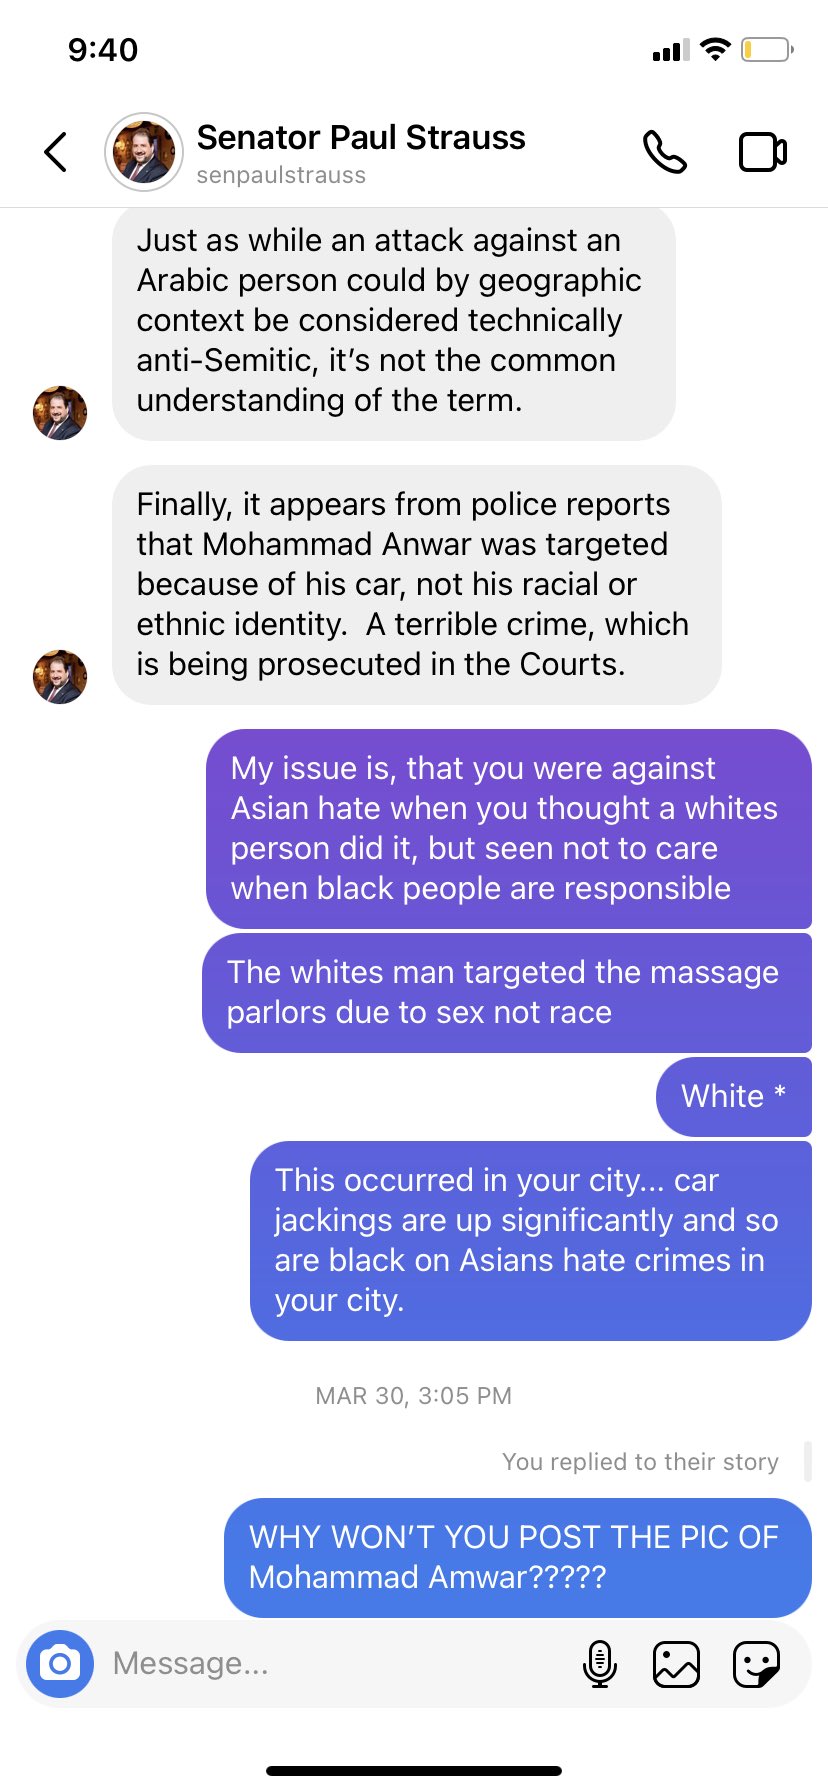 9:40
Senator Paul Strauss
senpaulstrauss
Just as while an attack against an
Arabic person could by geographic
context be considered technically
anti-Semitic, it’s not the common
understanding of the term.
Finally, it appears from police reports
that Mohammad Anwar was targeted
because of his car, not his racial or
ethnic identity.  A terrible crime, which
is being prosecuted in the Courts.
My issue is, that you were against
Asian hate when you thought a whites
person did it, but seen not to care
when black people are responsible
The whites man targeted the massage
parlors due to sex not race
White *
This occurred in your city... car
jackings are up significantly and so
are black on Asians hate crimes in
your city.
MAR 30, 3:05 PM
You replied to their story
WHY WON’T YOU POST THE PIC OF
Mohammad Amwar?????
Message...